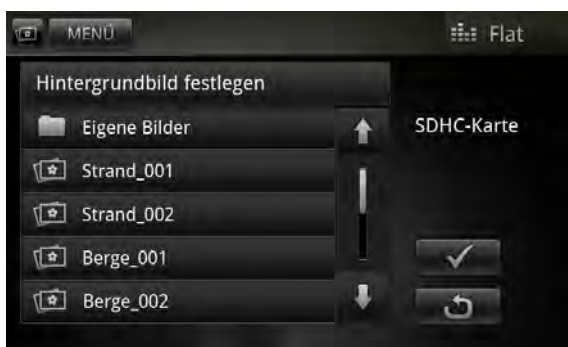 MENÜ
Flat
Hintergrundbild festlegen
Eigene Bilder
SDHC-Karte
Strand_001
Strand_002
Berge_001
Berge_002